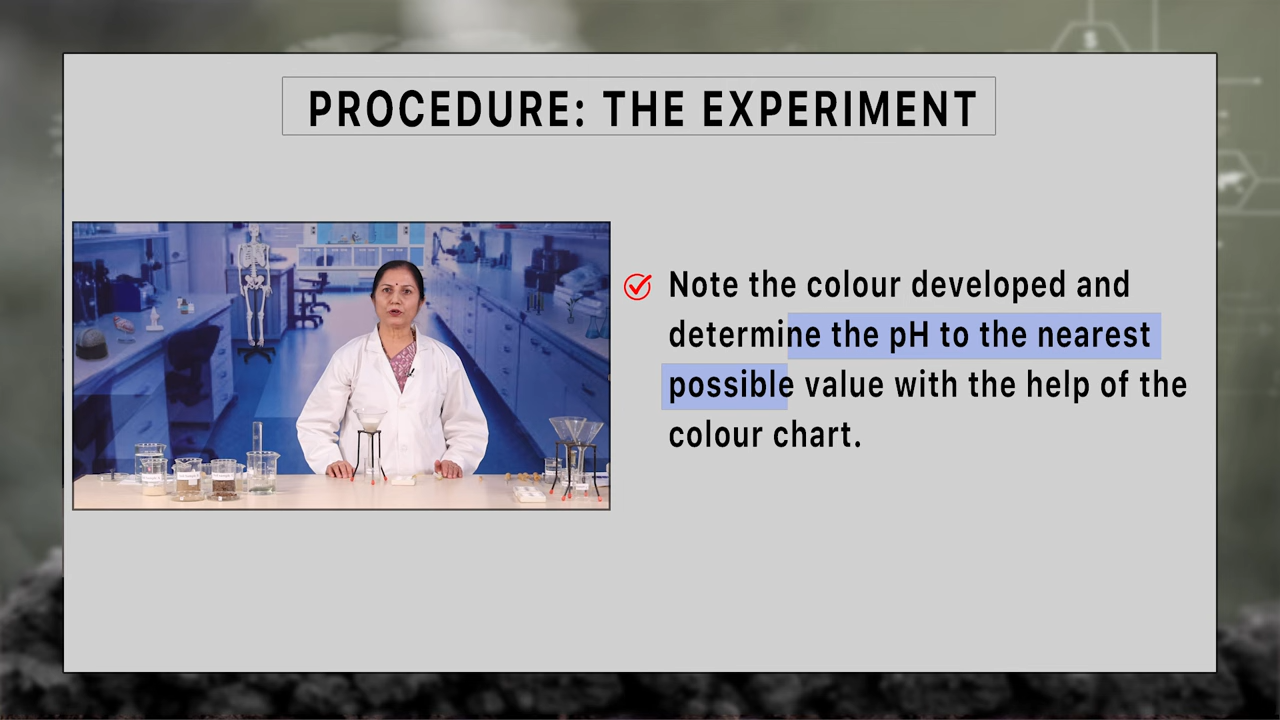 PROCEDURE: THE EXPERIMENT
Note the colour developed and
determine the pH to the nearest
possible value with the help of the
colour chart.